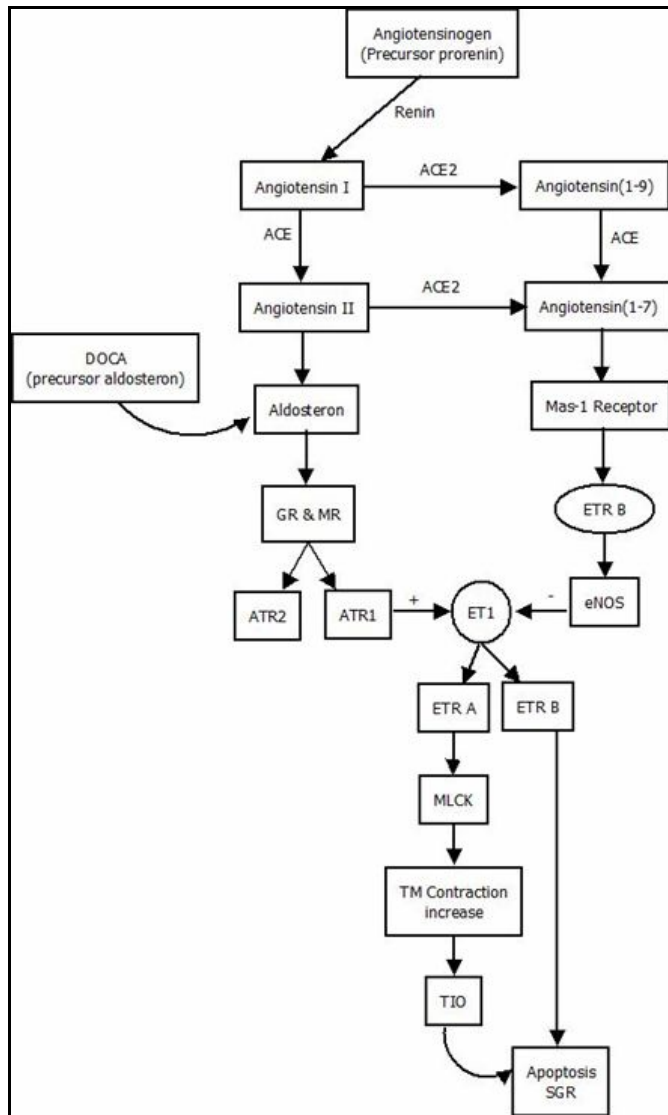 Angiotensinogen
(Precursor prorenin)
Renin
Angiotensin I
ACE2
Angiotensin(1-9)
ACE
ACE
Angiotensin II
ACE2
Angiotensin(1-7)
DOCA
(precursor aldosteron)
Aldosteron
Mas-1 Receptor
GR & MR
ETR B
ATR2
ATR1
+
ET1
-
eNOS
ETR A
ETR B
MLCK
TM Contraction
increase
TIO
Apoptosis
SGR